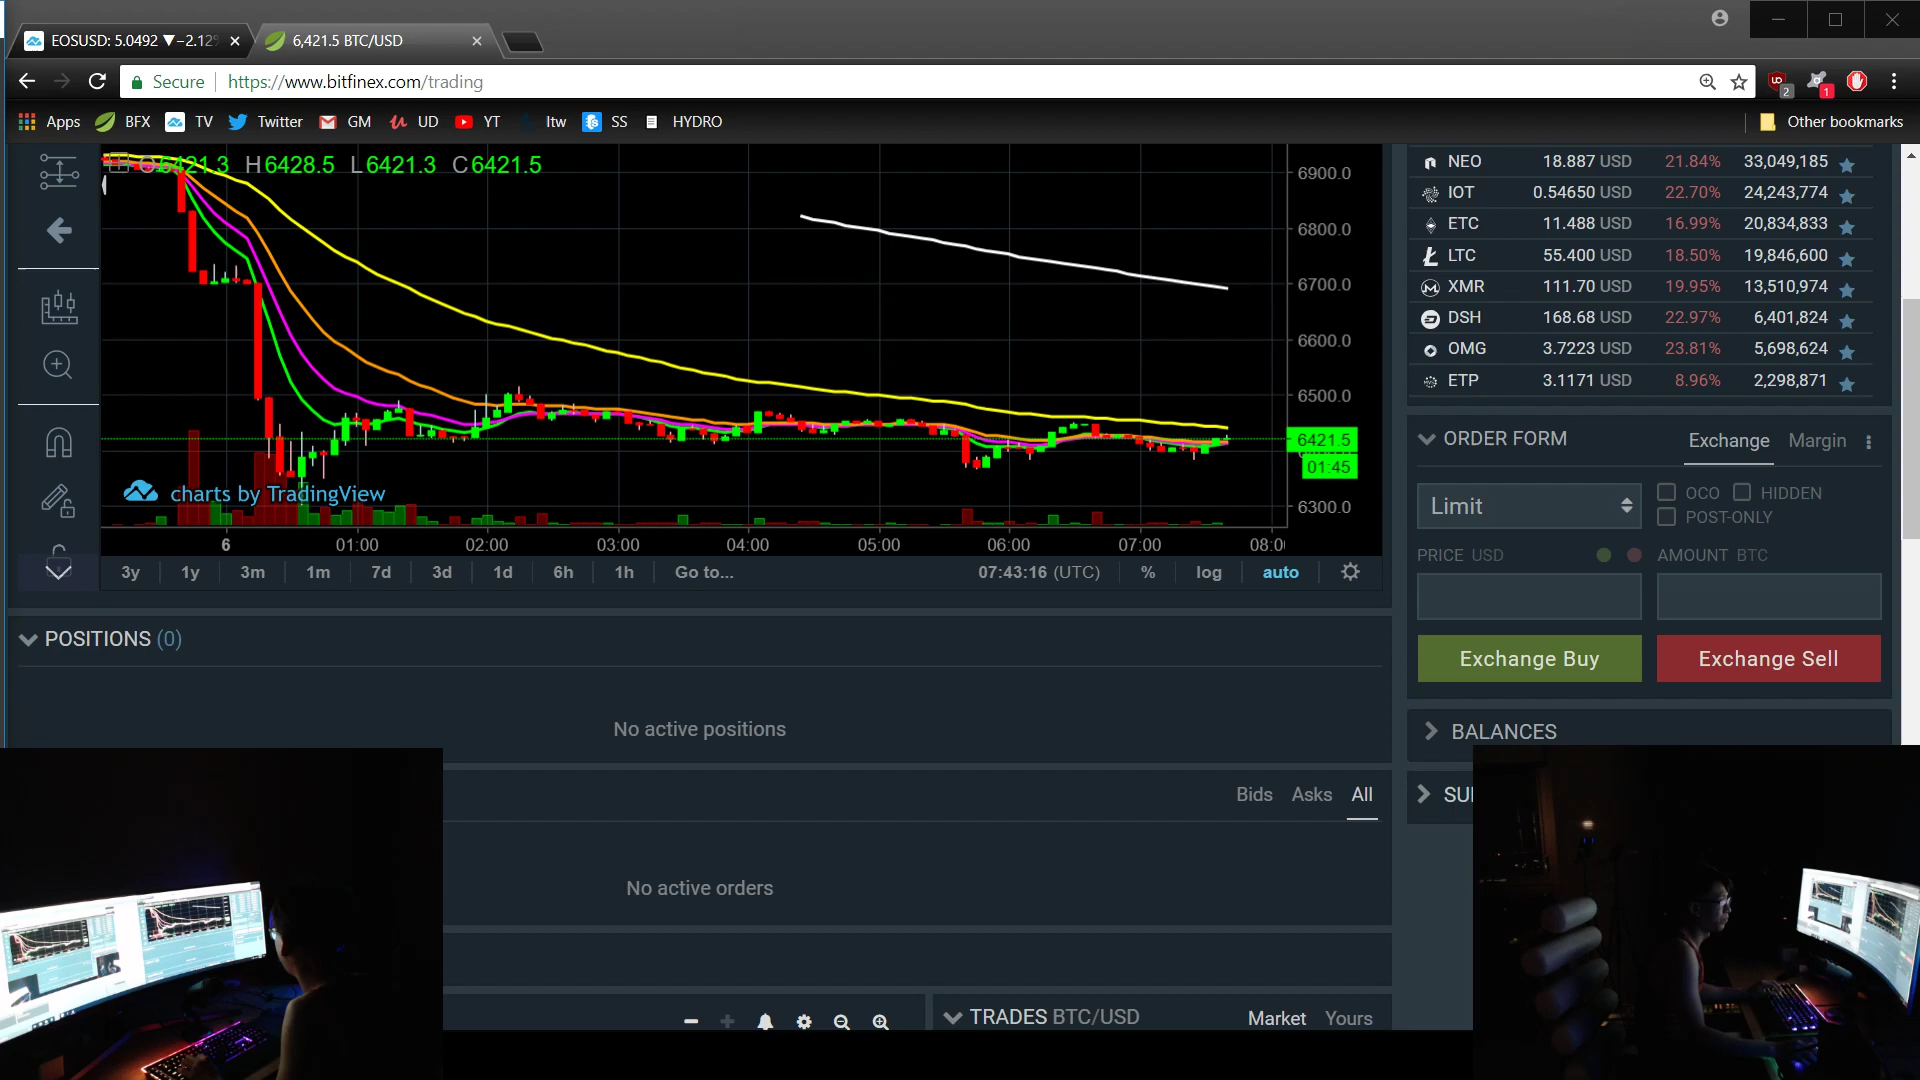 EOSUSD: 5.0492 ▼−2.12%
6,421.5 BTC/USD
Secure https://www.bitfinex.com/trading
2
1
Apps BFX TV Twitter GM UD YT Itw SS HYDRO Other bookmarks
O6421.3 H6428.5 L6421.3 C6421.5
6900.0
6800.0
6700.0
6600.0
6500.0
6421.5
01:45
6300.0
charts by TradingView
6 01:00 02:00 03:00 04:00 05:00 06:00 07:00 08:0
3y 1y 3m 1m 7d 3d 1d 6h 1h Go to... 07:43:16 (UTC) % log auto
NEO 18.887 USD 21.84% 33,049,185
IOT 0.54650 USD 22.70% 24,243,774
ETC 11.488 USD 16.99% 20,834,833
LTC 55.400 USD 18.50% 19,846,600
XMR 111.70 USD 19.95% 13,510,974
DSH 168.68 USD 22.97% 6,401,824
OMG 3.7223 USD 23.81% 5,698,624
ETP 3.1171 USD 8.96% 2,298,871
ORDER FORM Exchange Margin
Limit
OCO HIDDEN
POST-ONLY
PRICE USD AMOUNT BTC
Exchange Buy Exchange Sell
BALANCES
POSITIONS (0)
No active positions
Bids Asks All
No active orders
TRADES BTC/USD Market Yours